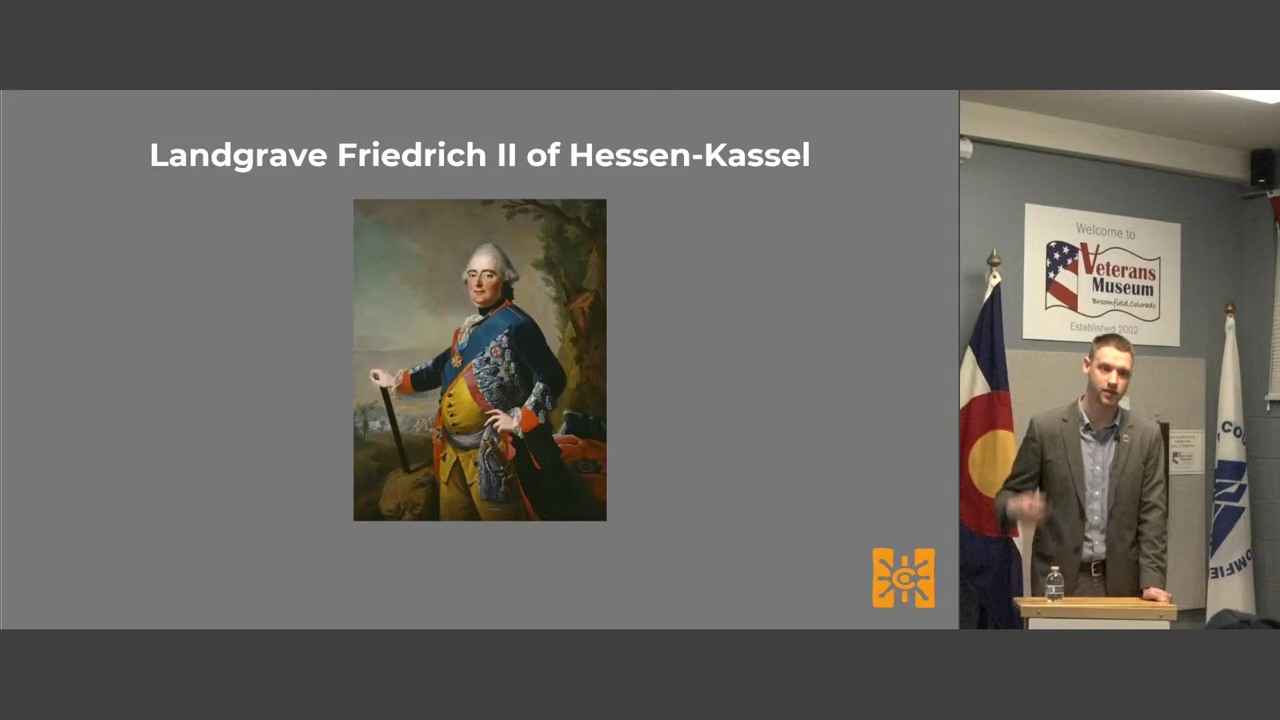 Landgrave Friedrich II of Hessen-Kassel
Welcome to
Veterans
Museum
Broomfield, Colorado
Established 2002